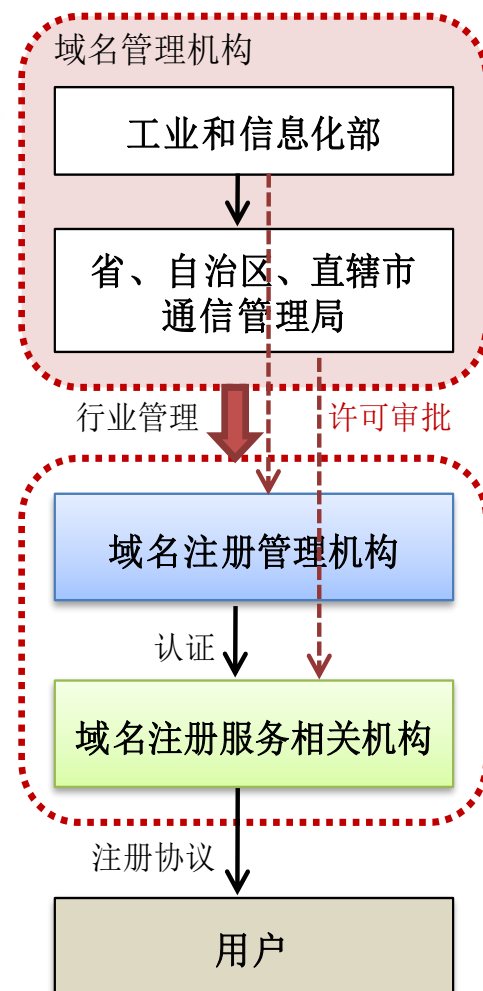 域名管理机构
工业和信息化部
省、自治区、直辖市
通信管理局
行业管理
许可审批
域名注册管理机构
认证
域名注册服务相关机构
注册协议
用户